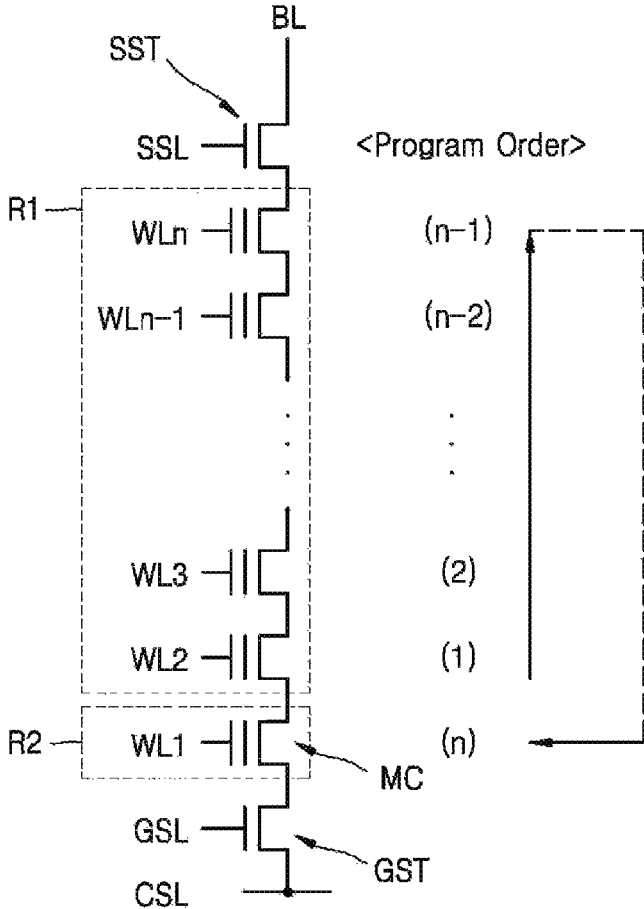 BL
SST
SSL <Program Order>
R1
WLn (n-1)
WLn-1 (n-2)
WL3 (2)
WL2 (1)
R2 WL1 (n)
MC
GSL
GST
CSL